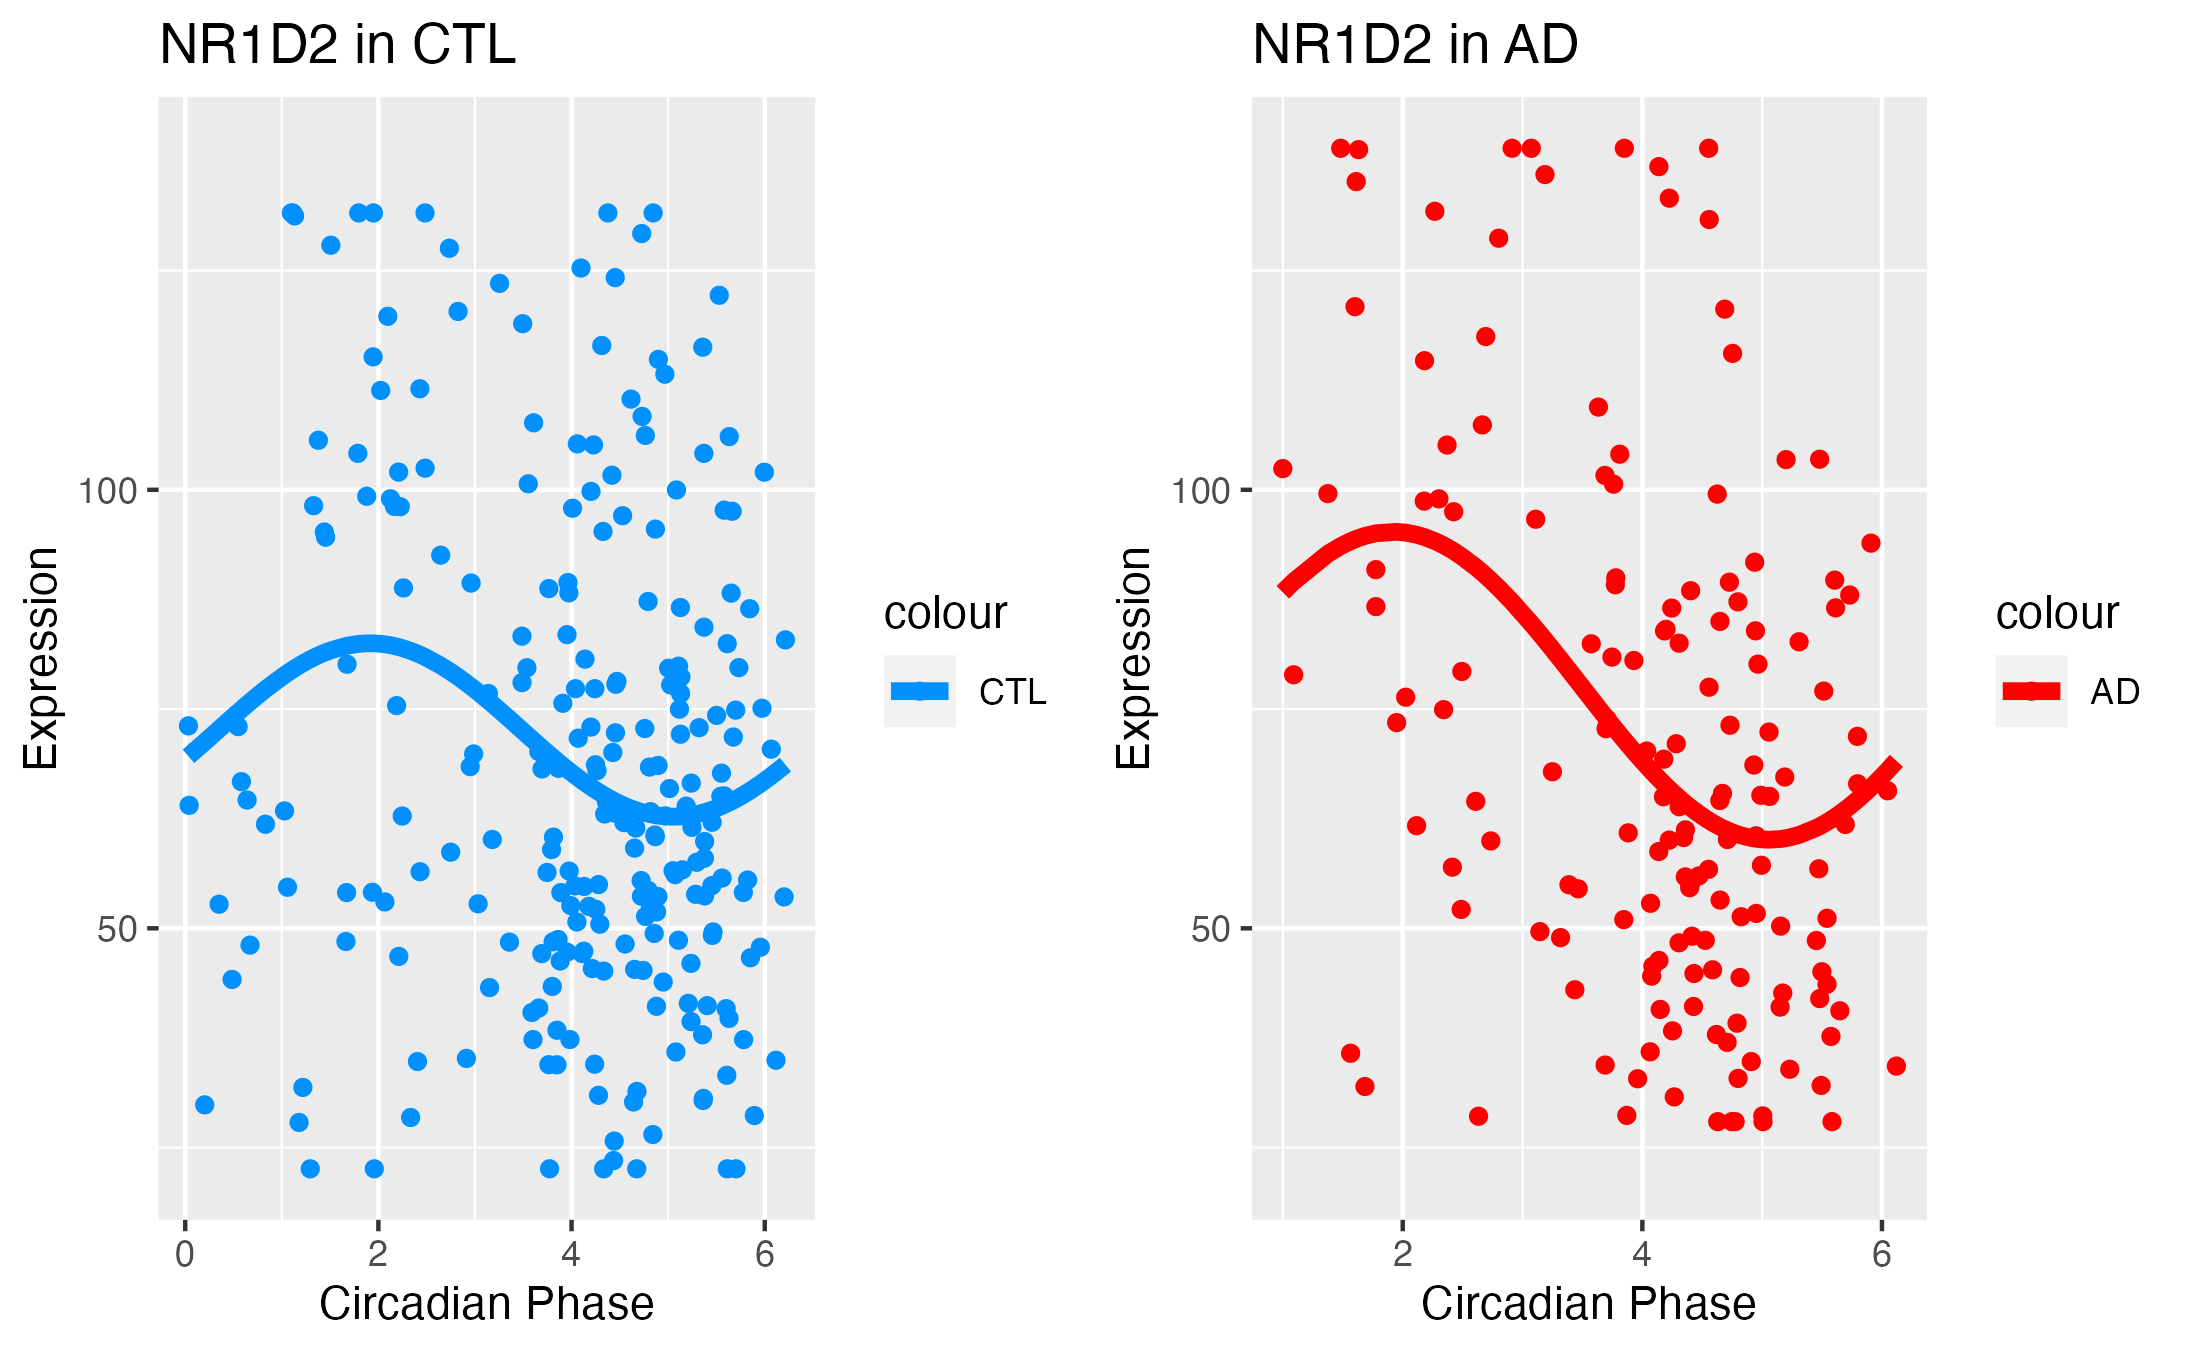 NR1D2 in CTL
Expression
100
50
0 2 4 6
Circadian Phase
colour
CTL
NR1D2 in AD
Expression
100
50
2 4 6
Circadian Phase
colour
AD